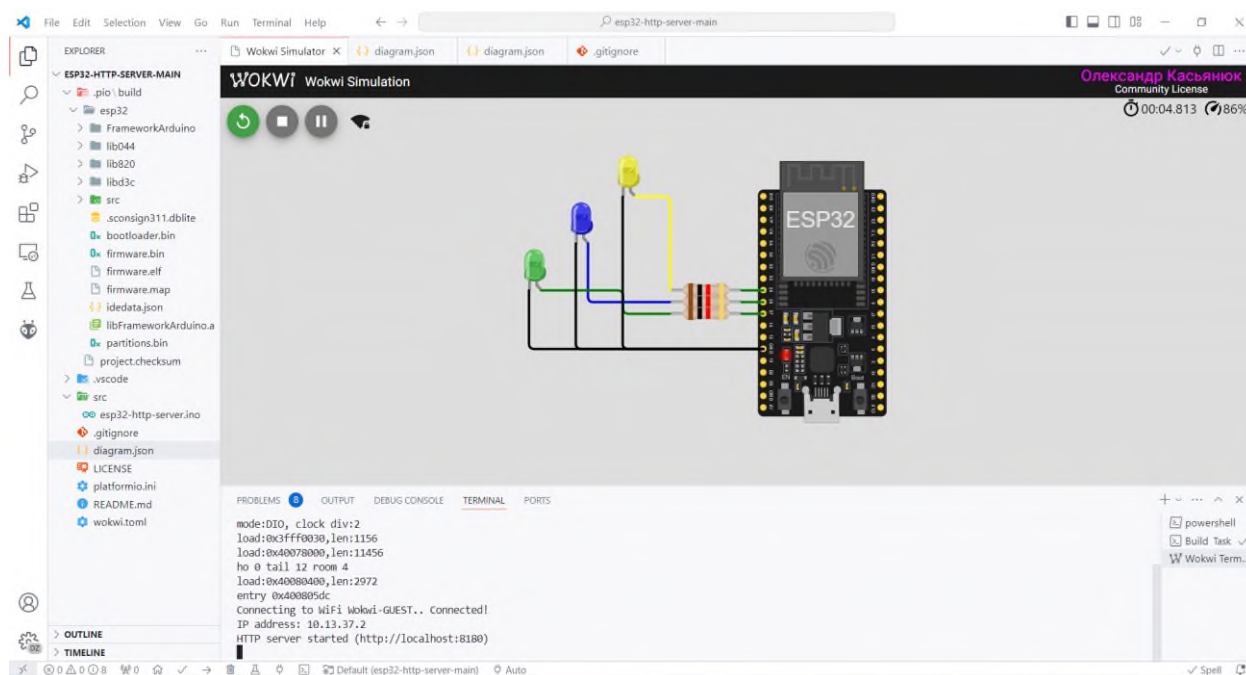 File Edit Selection View Go Run Terminal Help
esp32-http-server-main
EXPLORER
Wokwi Simulator
diagram.json
diagram.json
.gitignore
ESP32-HTTP-SERVER-MAIN
.pio \ build
esp32
FrameworkArduino
lib044
lib820
libd3c
src
.sconsign311.dblite
bootloader.bin
firmware.bin
firmware.elf
firmware.map
idedata.json
libFrameworkArduino.a
partitions.bin
project.checksum
.vscode
src
esp32-http-server.ino
.gitignore
diagram.json
LICENSE
platformio.ini
README.md
wokwi.toml
OUTLINE
TIMELINE
WOKWI Wokwi Simulation
Олександр Касьянюк
Community License
00:04.813 86%
ESP32
EN
Boot
PROBLEMS 8 OUTPUT DEBUG CONSOLE TERMINAL PORTS
mode:DIO, clock div:2
load:0x3fff0030,len:1156
load:0x40078000,len:11456
ho 0 tail 12 room 4
load:0x40080400,len:2972
entry 0x400805dc
Connecting to WiFi Wokwi-GUEST.. Connected!
IP address: 10.13.37.2
HTTP server started (http://localhost:8180)
powershell
Build Task
Wokwi Term...
0 0 8 0 Default (esp32-http-server-main) Auto
Spell